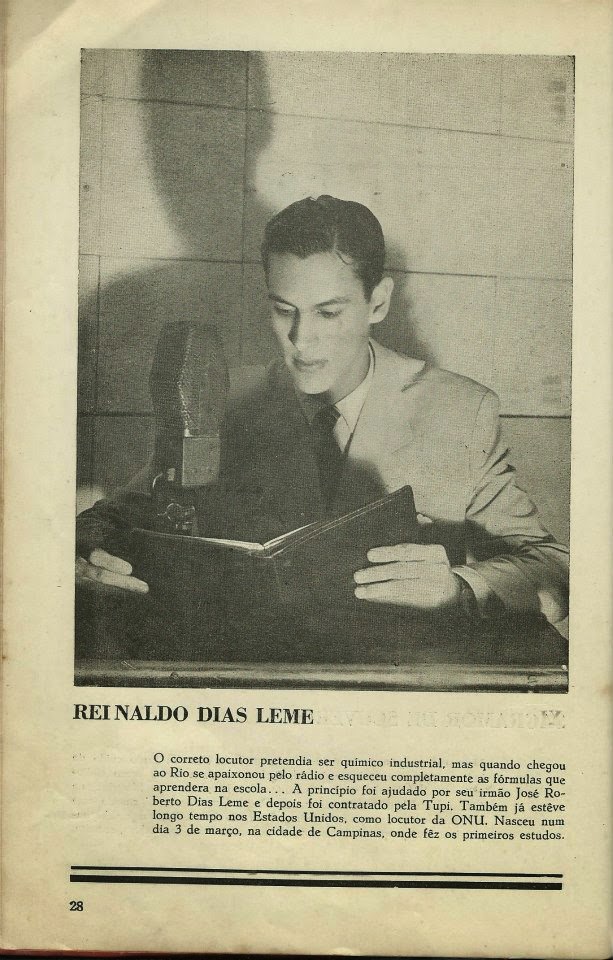 REINALDO DIAS LEME
O correto locutor pretendia ser químico industrial, mas quando chegou
ao Rio se apaixonou pelo rádio e esqueceu completamente as fórmulas que
aprendera na escola... A princípio foi ajudado por seu irmão José Ro-
berto Dias Leme e depois foi contratado pela Tupi. Também já estêve
longo tempo nos Estados Unidos, como locutor da ONU. Nasceu num
dia 3 de março, na cidade de Campinas, onde fêz os primeiros estudos.
28